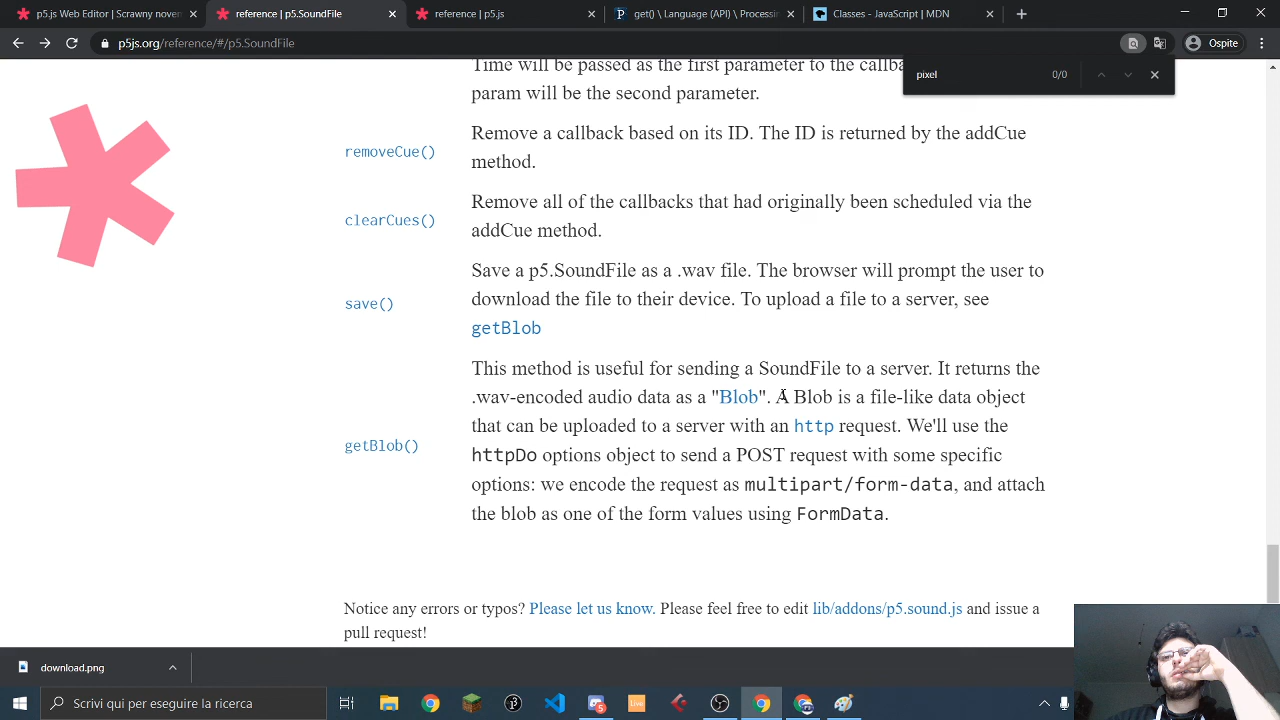 p5.js Web Editor | Scrawny noven
reference | p5.SoundFile
reference | p5.js
get() \ Language (API) \ Processin
Classes - JavaScript | MDN
p5js.org/reference/#/p5.SoundFile
Ospite
pixel
0/0
Time will be passed as the first parameter to the callba
param will be the second parameter.
removeCue()
Remove a callback based on its ID. The ID is returned by the addCue
method.
clearCues()
Remove all of the callbacks that had originally been scheduled via the
addCue method.
save()
Save a p5.SoundFile as a .wav file. The browser will prompt the user to
download the file to their device. To upload a file to a server, see
getBlob
getBlob()
This method is useful for sending a SoundFile to a server. It returns the
.wav-encoded audio data as a "Blob". A Blob is a file-like data object
that can be uploaded to a server with an http request. We'll use the
httpDo options object to send a POST request with some specific
options: we encode the request as multipart/form-data, and attach
the blob as one of the form values using FormData.
Notice any errors or typos? Please let us know. Please feel free to edit lib/addons/p5.sound.js and issue a
pull request!
download.png
Scrivi qui per eseguire la ricerca
Live